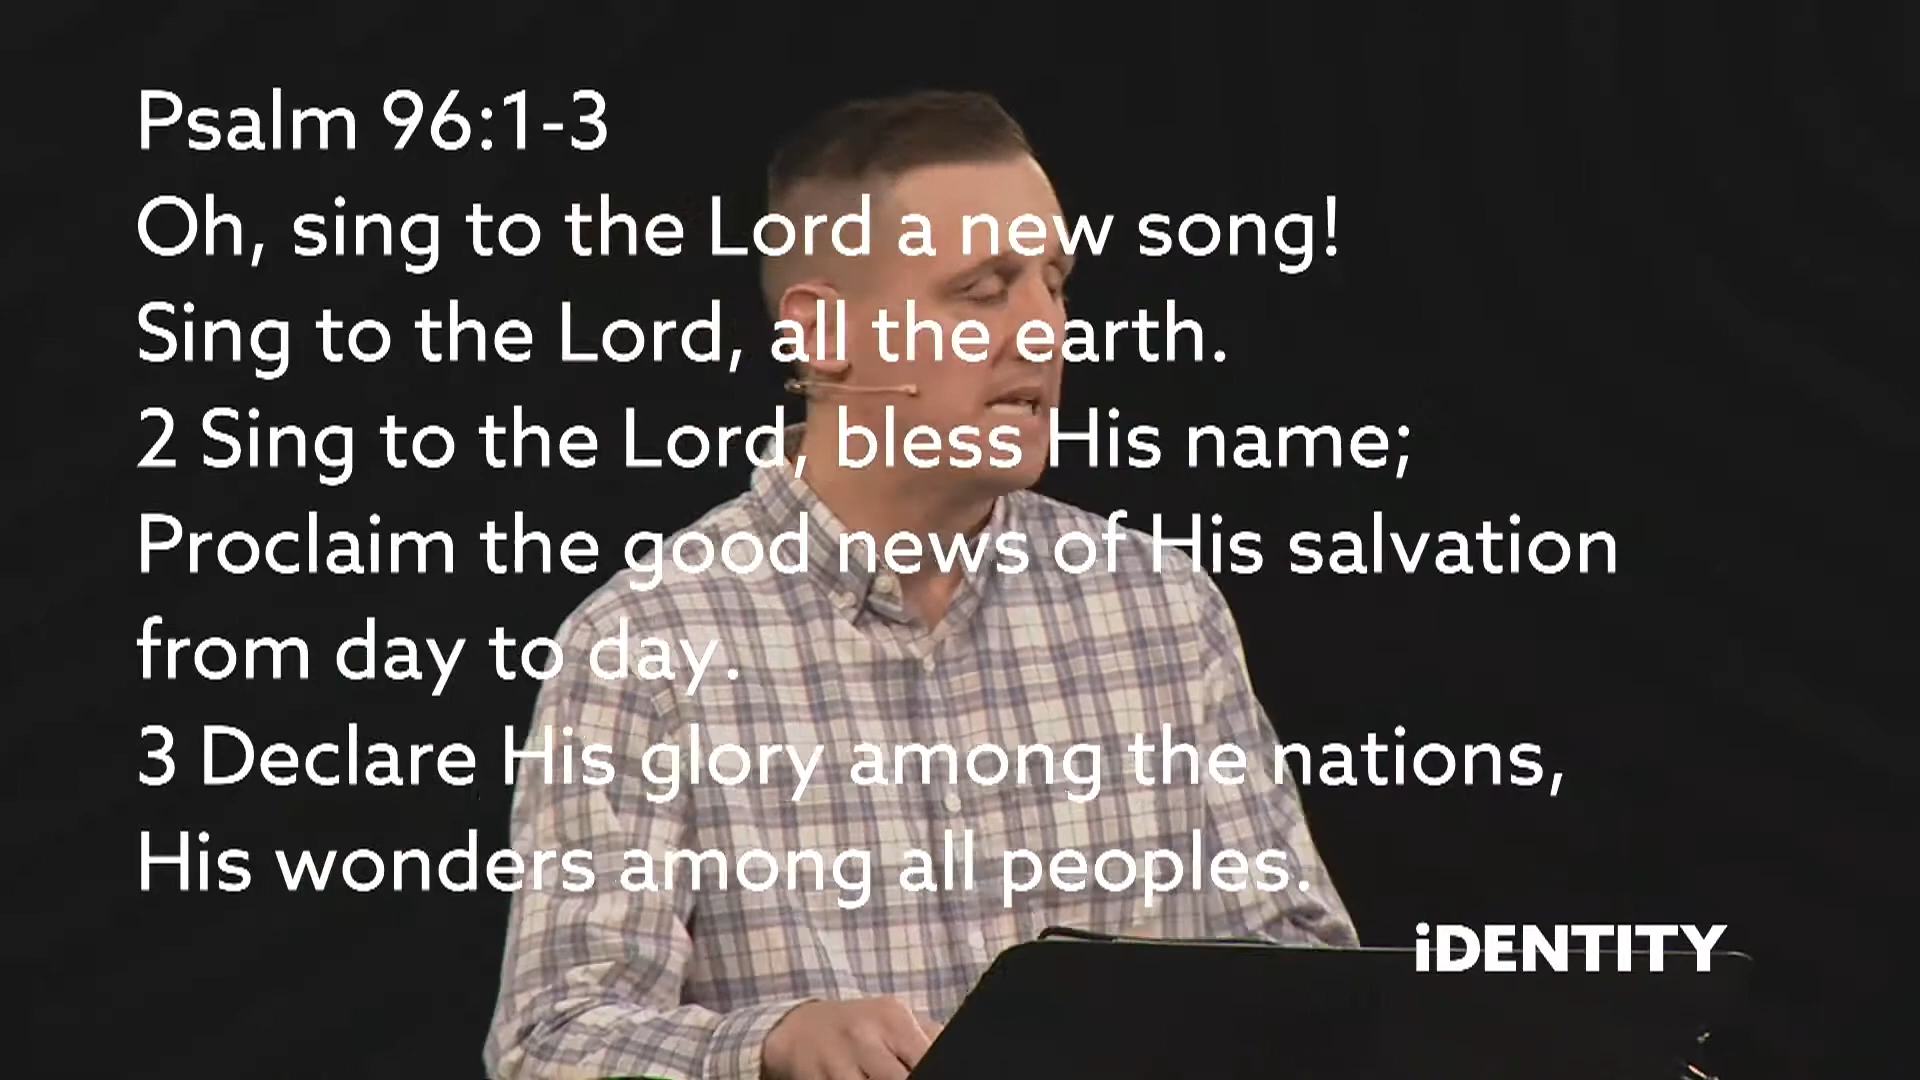 Psalm 96:1-3
Oh, sing to the Lord a new song!
Sing to the Lord, all the earth.
2 Sing to the Lord, bless His name;
Proclaim the good news of His salvation
from day to day.
3 Declare His glory among the nations,
His wonders among all peoples.
iDENTITY